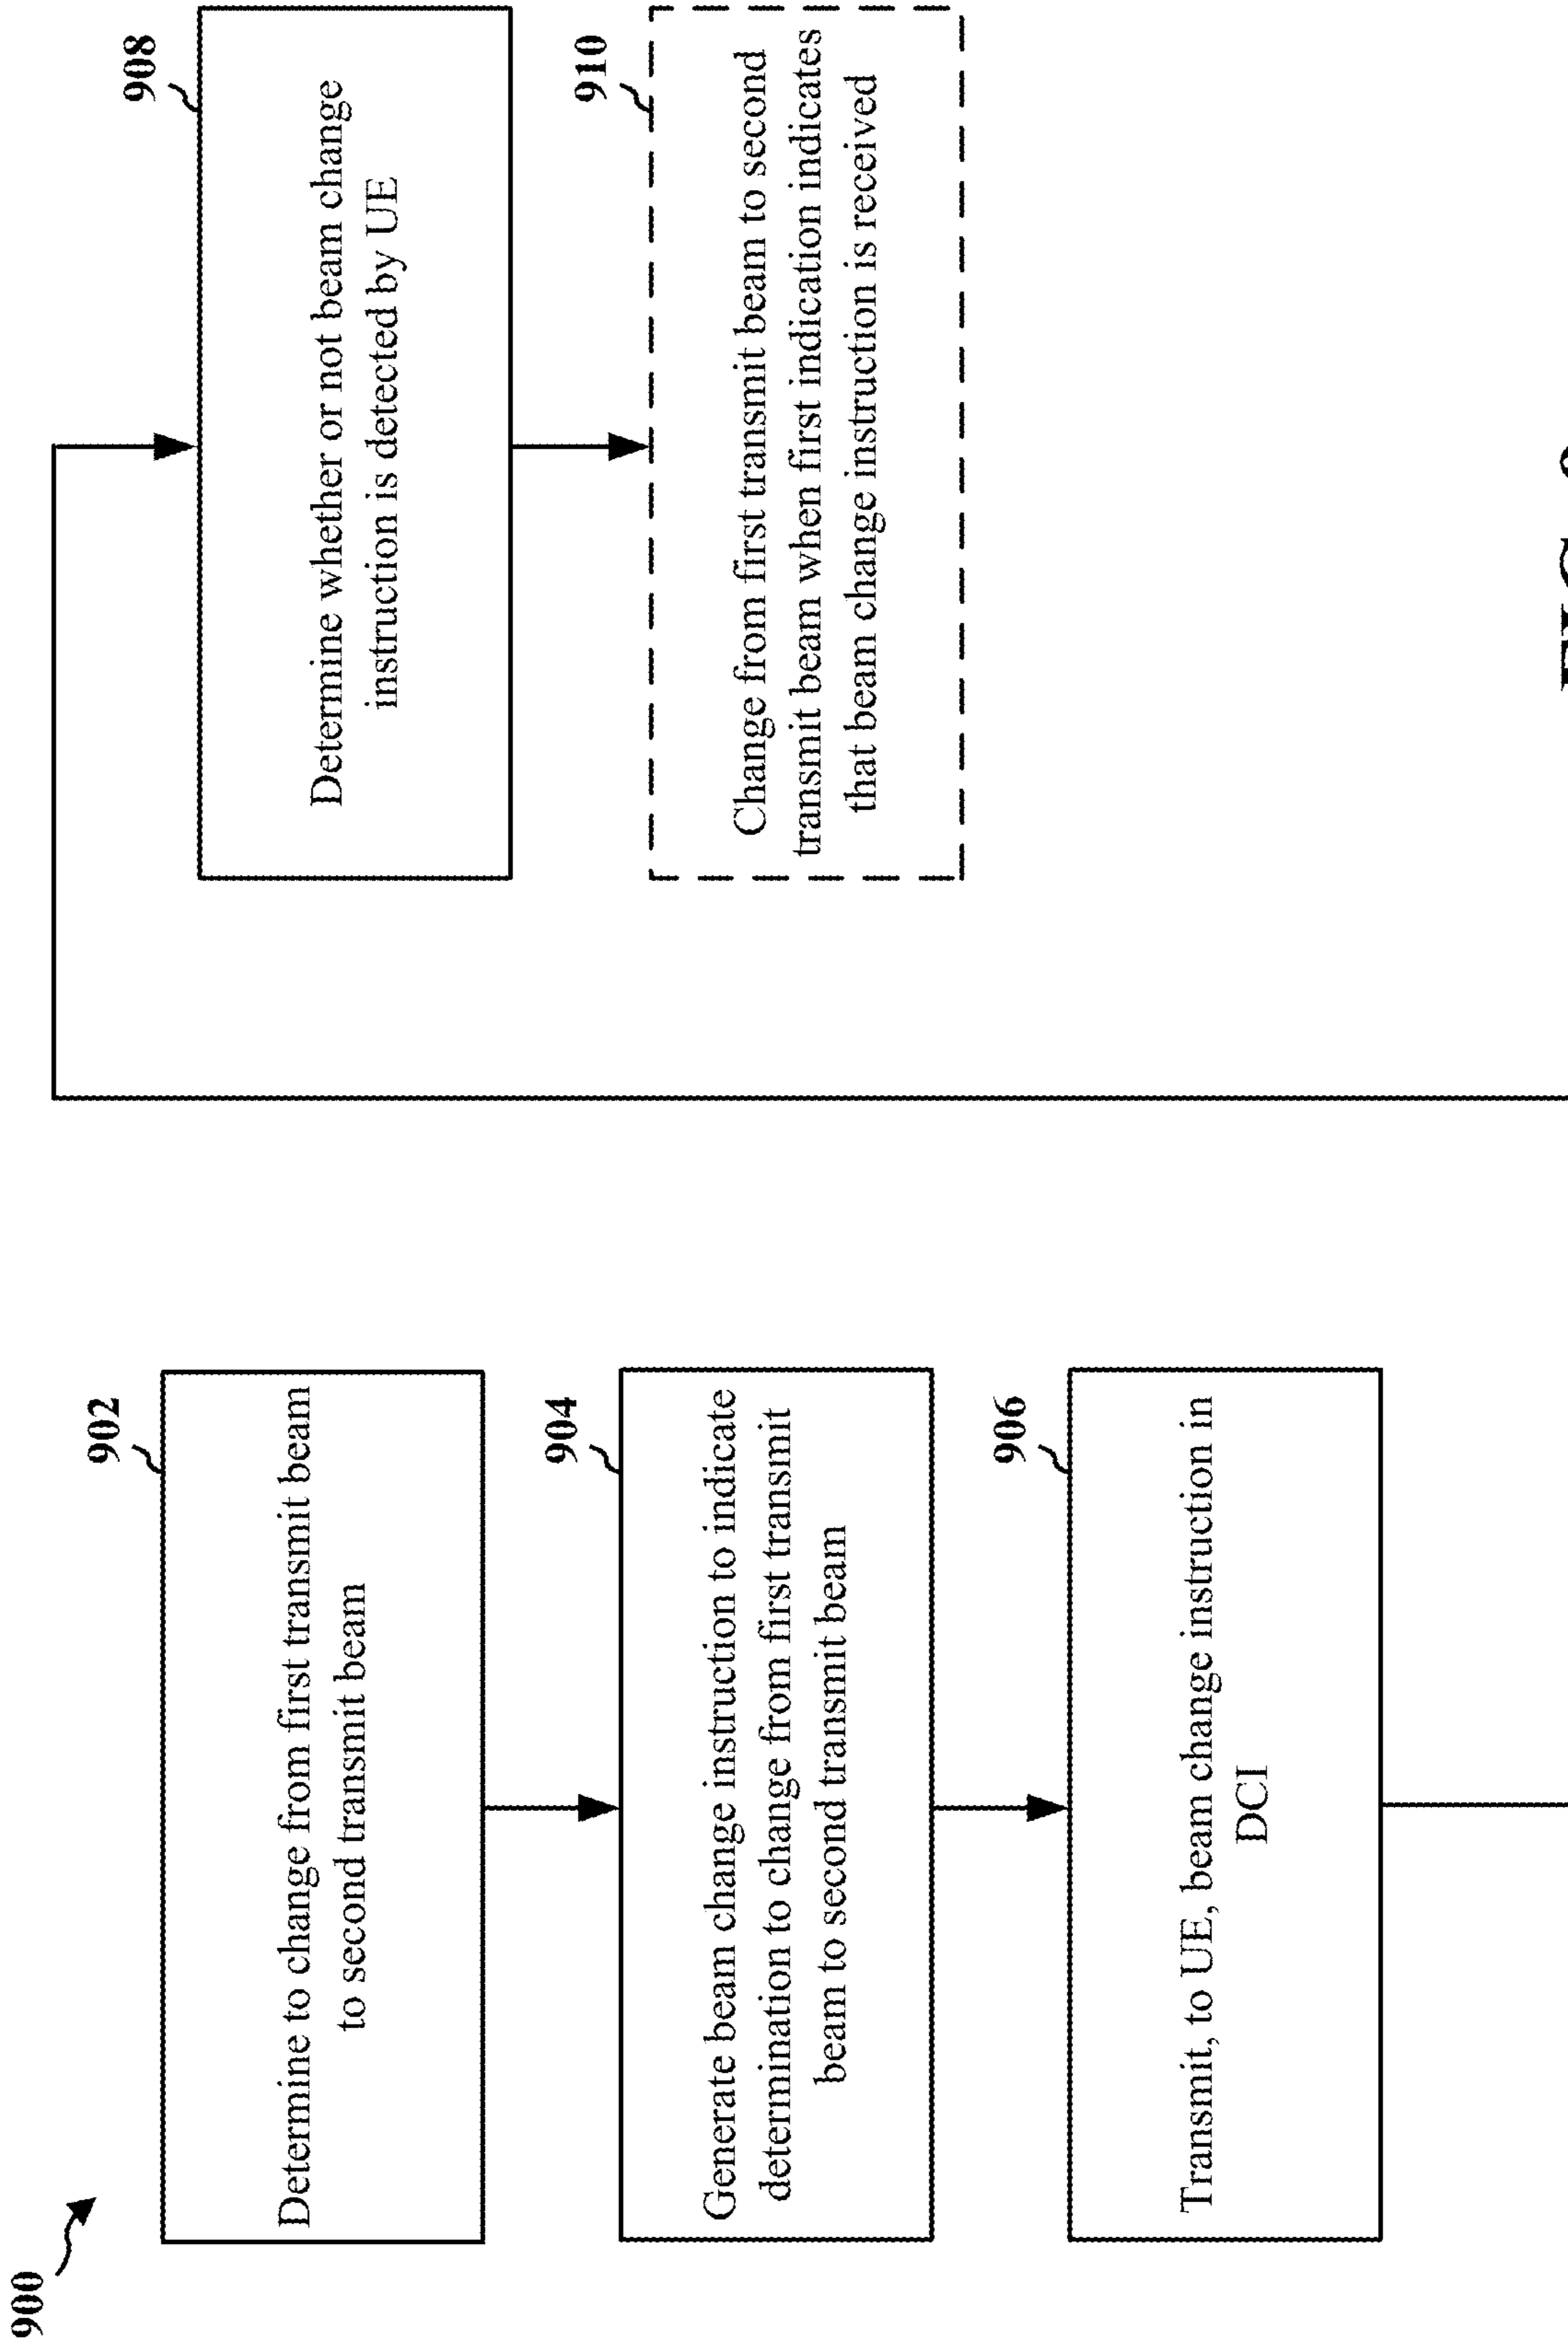 900
902
Determine to change from first transmit beam
to second transmit beam
904
Generate beam change instruction to indicate
determination to change from first transmit
beam to second transmit beam
906
Transmit, to UE, beam change instruction in
DCI
908
Determine whether or not beam change
instruction is detected by UE
910
Change from first transmit beam to second
transmit beam when first indication indicates
that beam change instruction is received